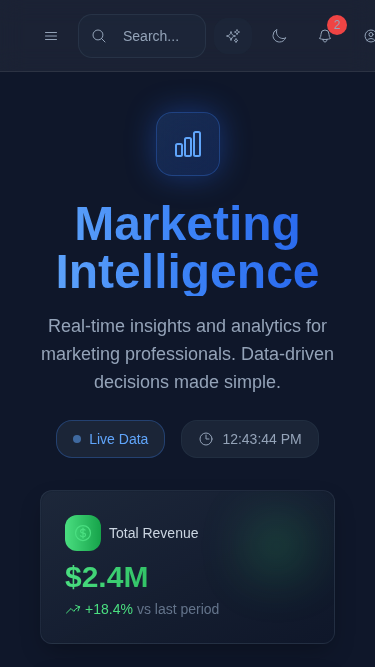 Search...
2
Marketing
Intelligence
Real-time insights and analytics for
marketing professionals. Data-driven
decisions made simple.
Live Data
12:43:44 PM
Total Revenue
$2.4M
+18.4% vs last period